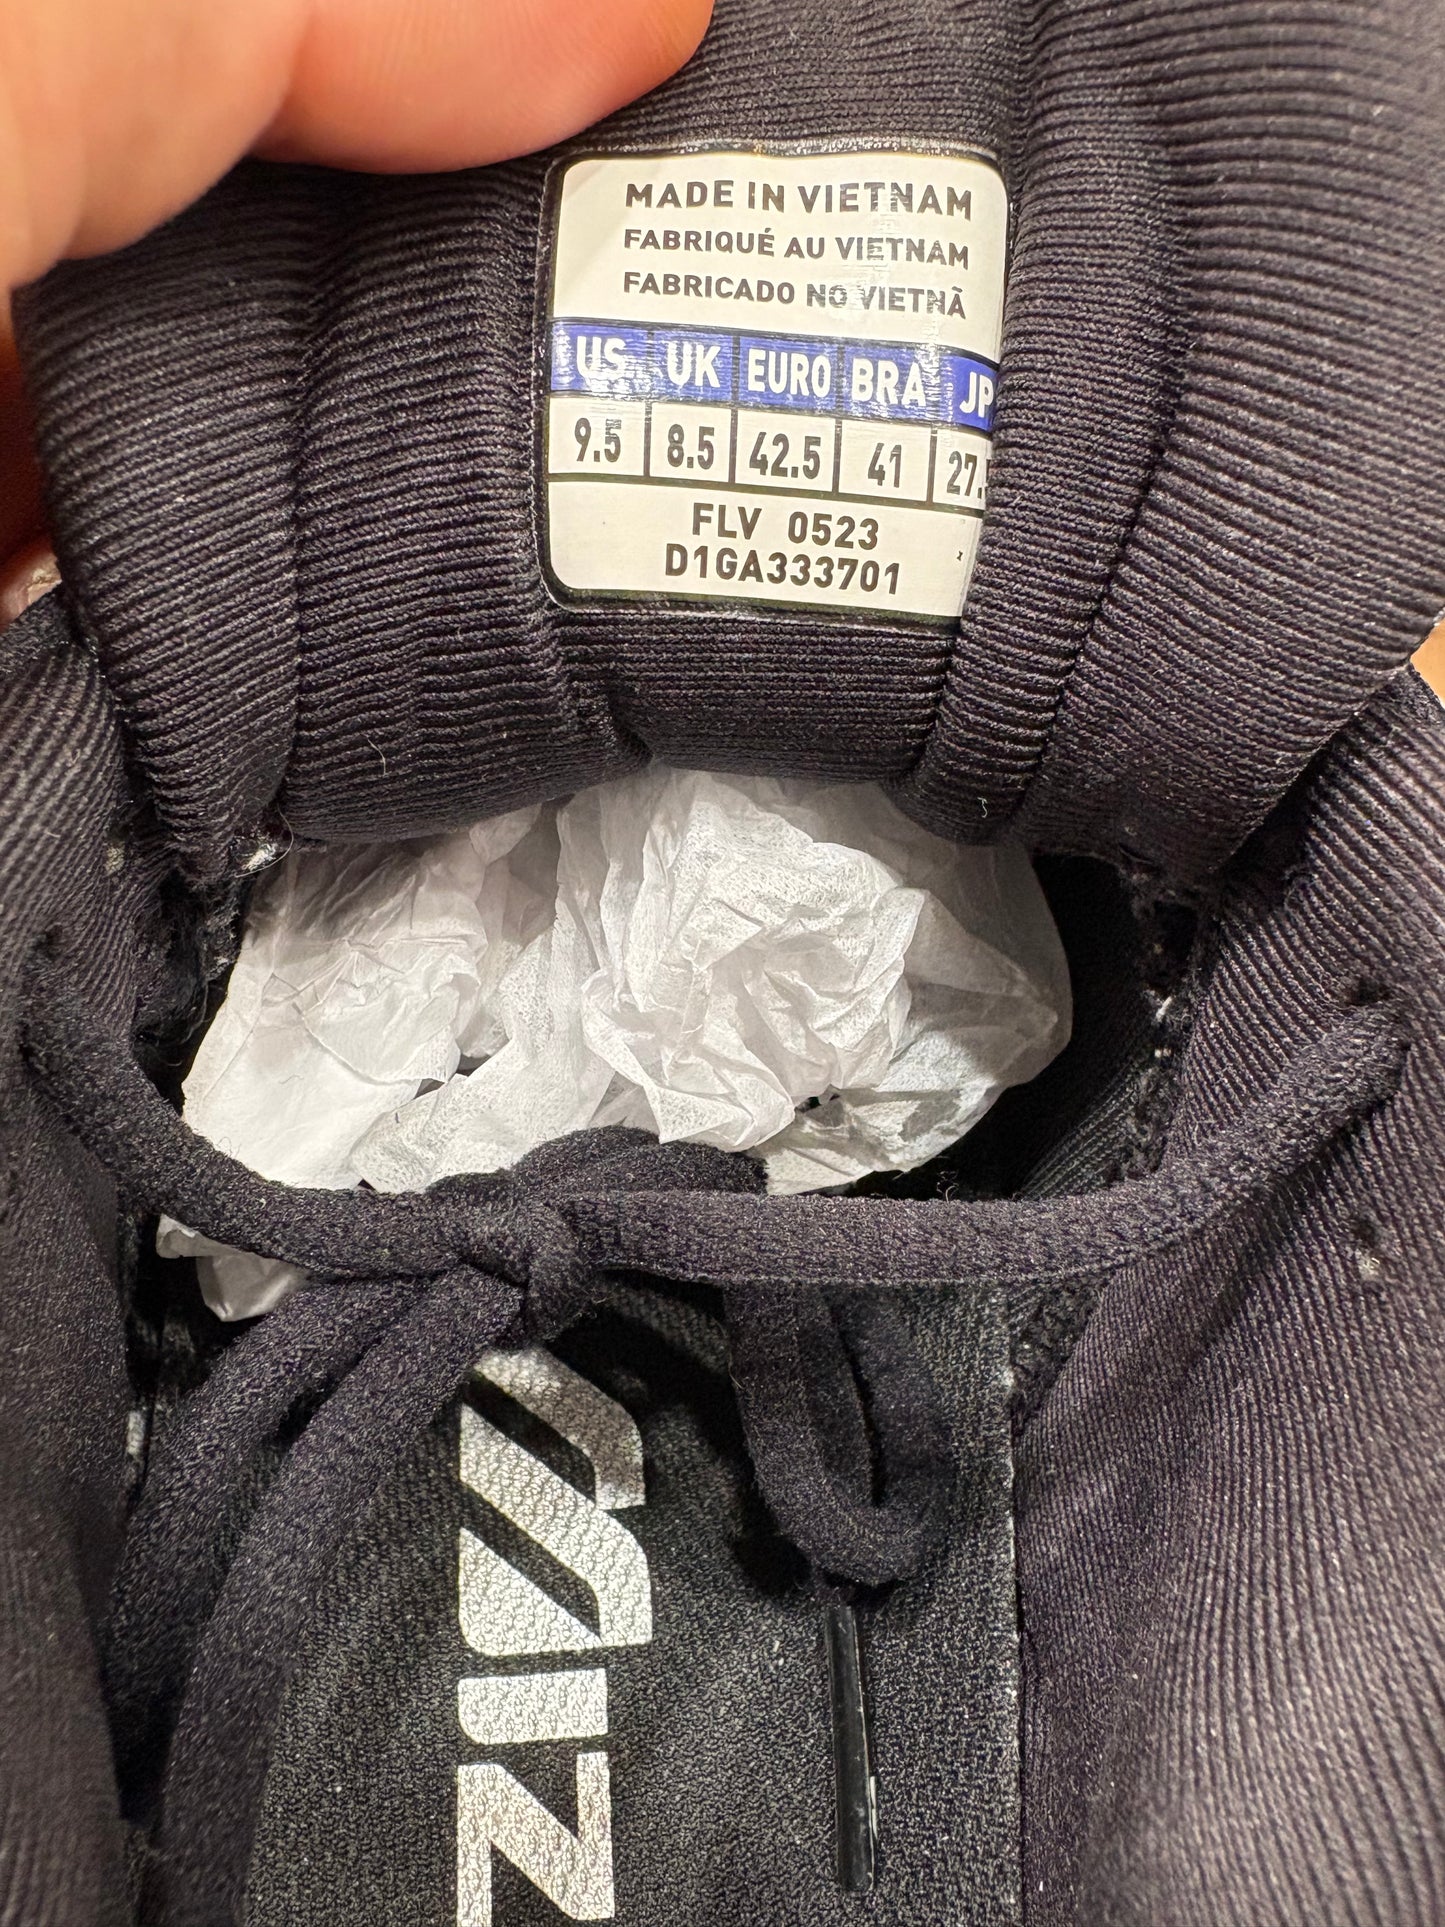 MADE IN VIETNAM
FABRIQUÉ AU VIETNAM
FABRICADO NO VIETNÃ
US UK EURO BRA JP
9.5 8.5 42.5 41
FLV 0523
D1GA333701